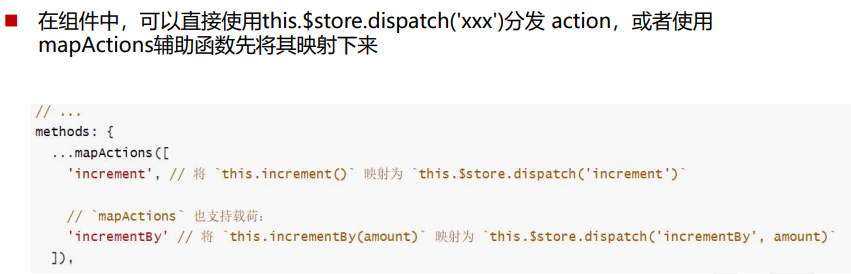 在组件中，可以直接使用this.$store.dispatch('xxx')分发 action，或者使用
mapActions辅助函数先将其映射下来
// ...
methods: {
...mapActions([
'increment', // 将 `this.increment()` 映射为 `this.$store.dispatch('increment')`
// `mapActions` 也支持载荷：
'incrementBy' // 将 `this.incrementBy(amount)` 映射为 `this.$store.dispatch('incrementBy', amount)`
]),